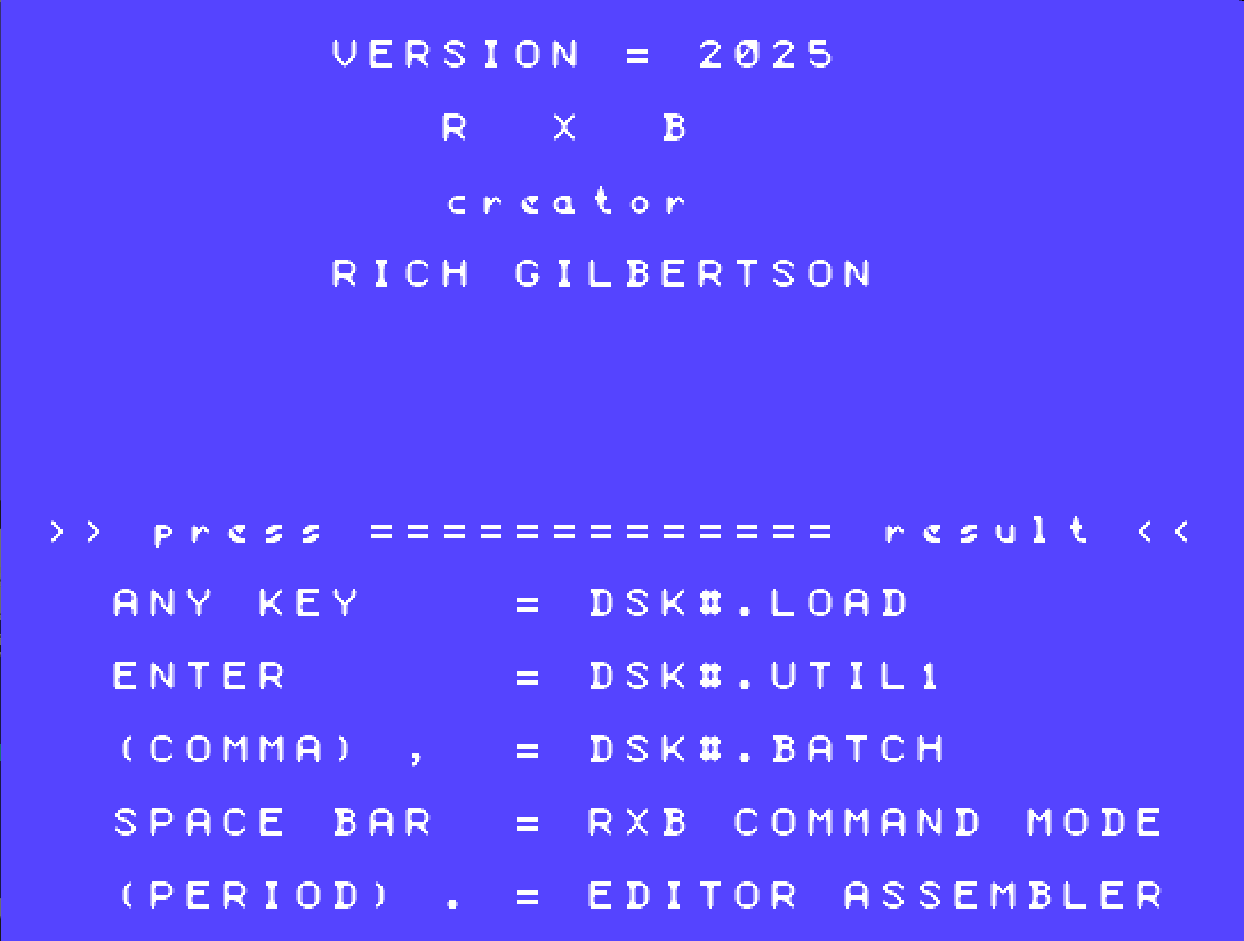 VERSION = 2025
R X B
creator
RICH GILBERTSON
>> press ============= result <<
ANY KEY = DSK#.LOAD
ENTER = DSK#.UTIL1
(COMMA) , = DSK#.BATCH
SPACE BAR = RXB COMMAND MODE
(PERIOD) . = EDITOR ASSEMBLER